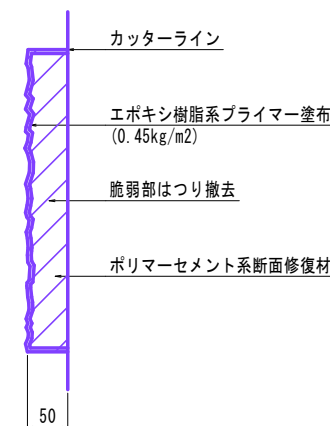 カッターライン
エポキシ樹脂系プライマー塗布
(0.45kg/m2)
脆弱部はつり撤去
ポリマーセメント系断面修復材
50